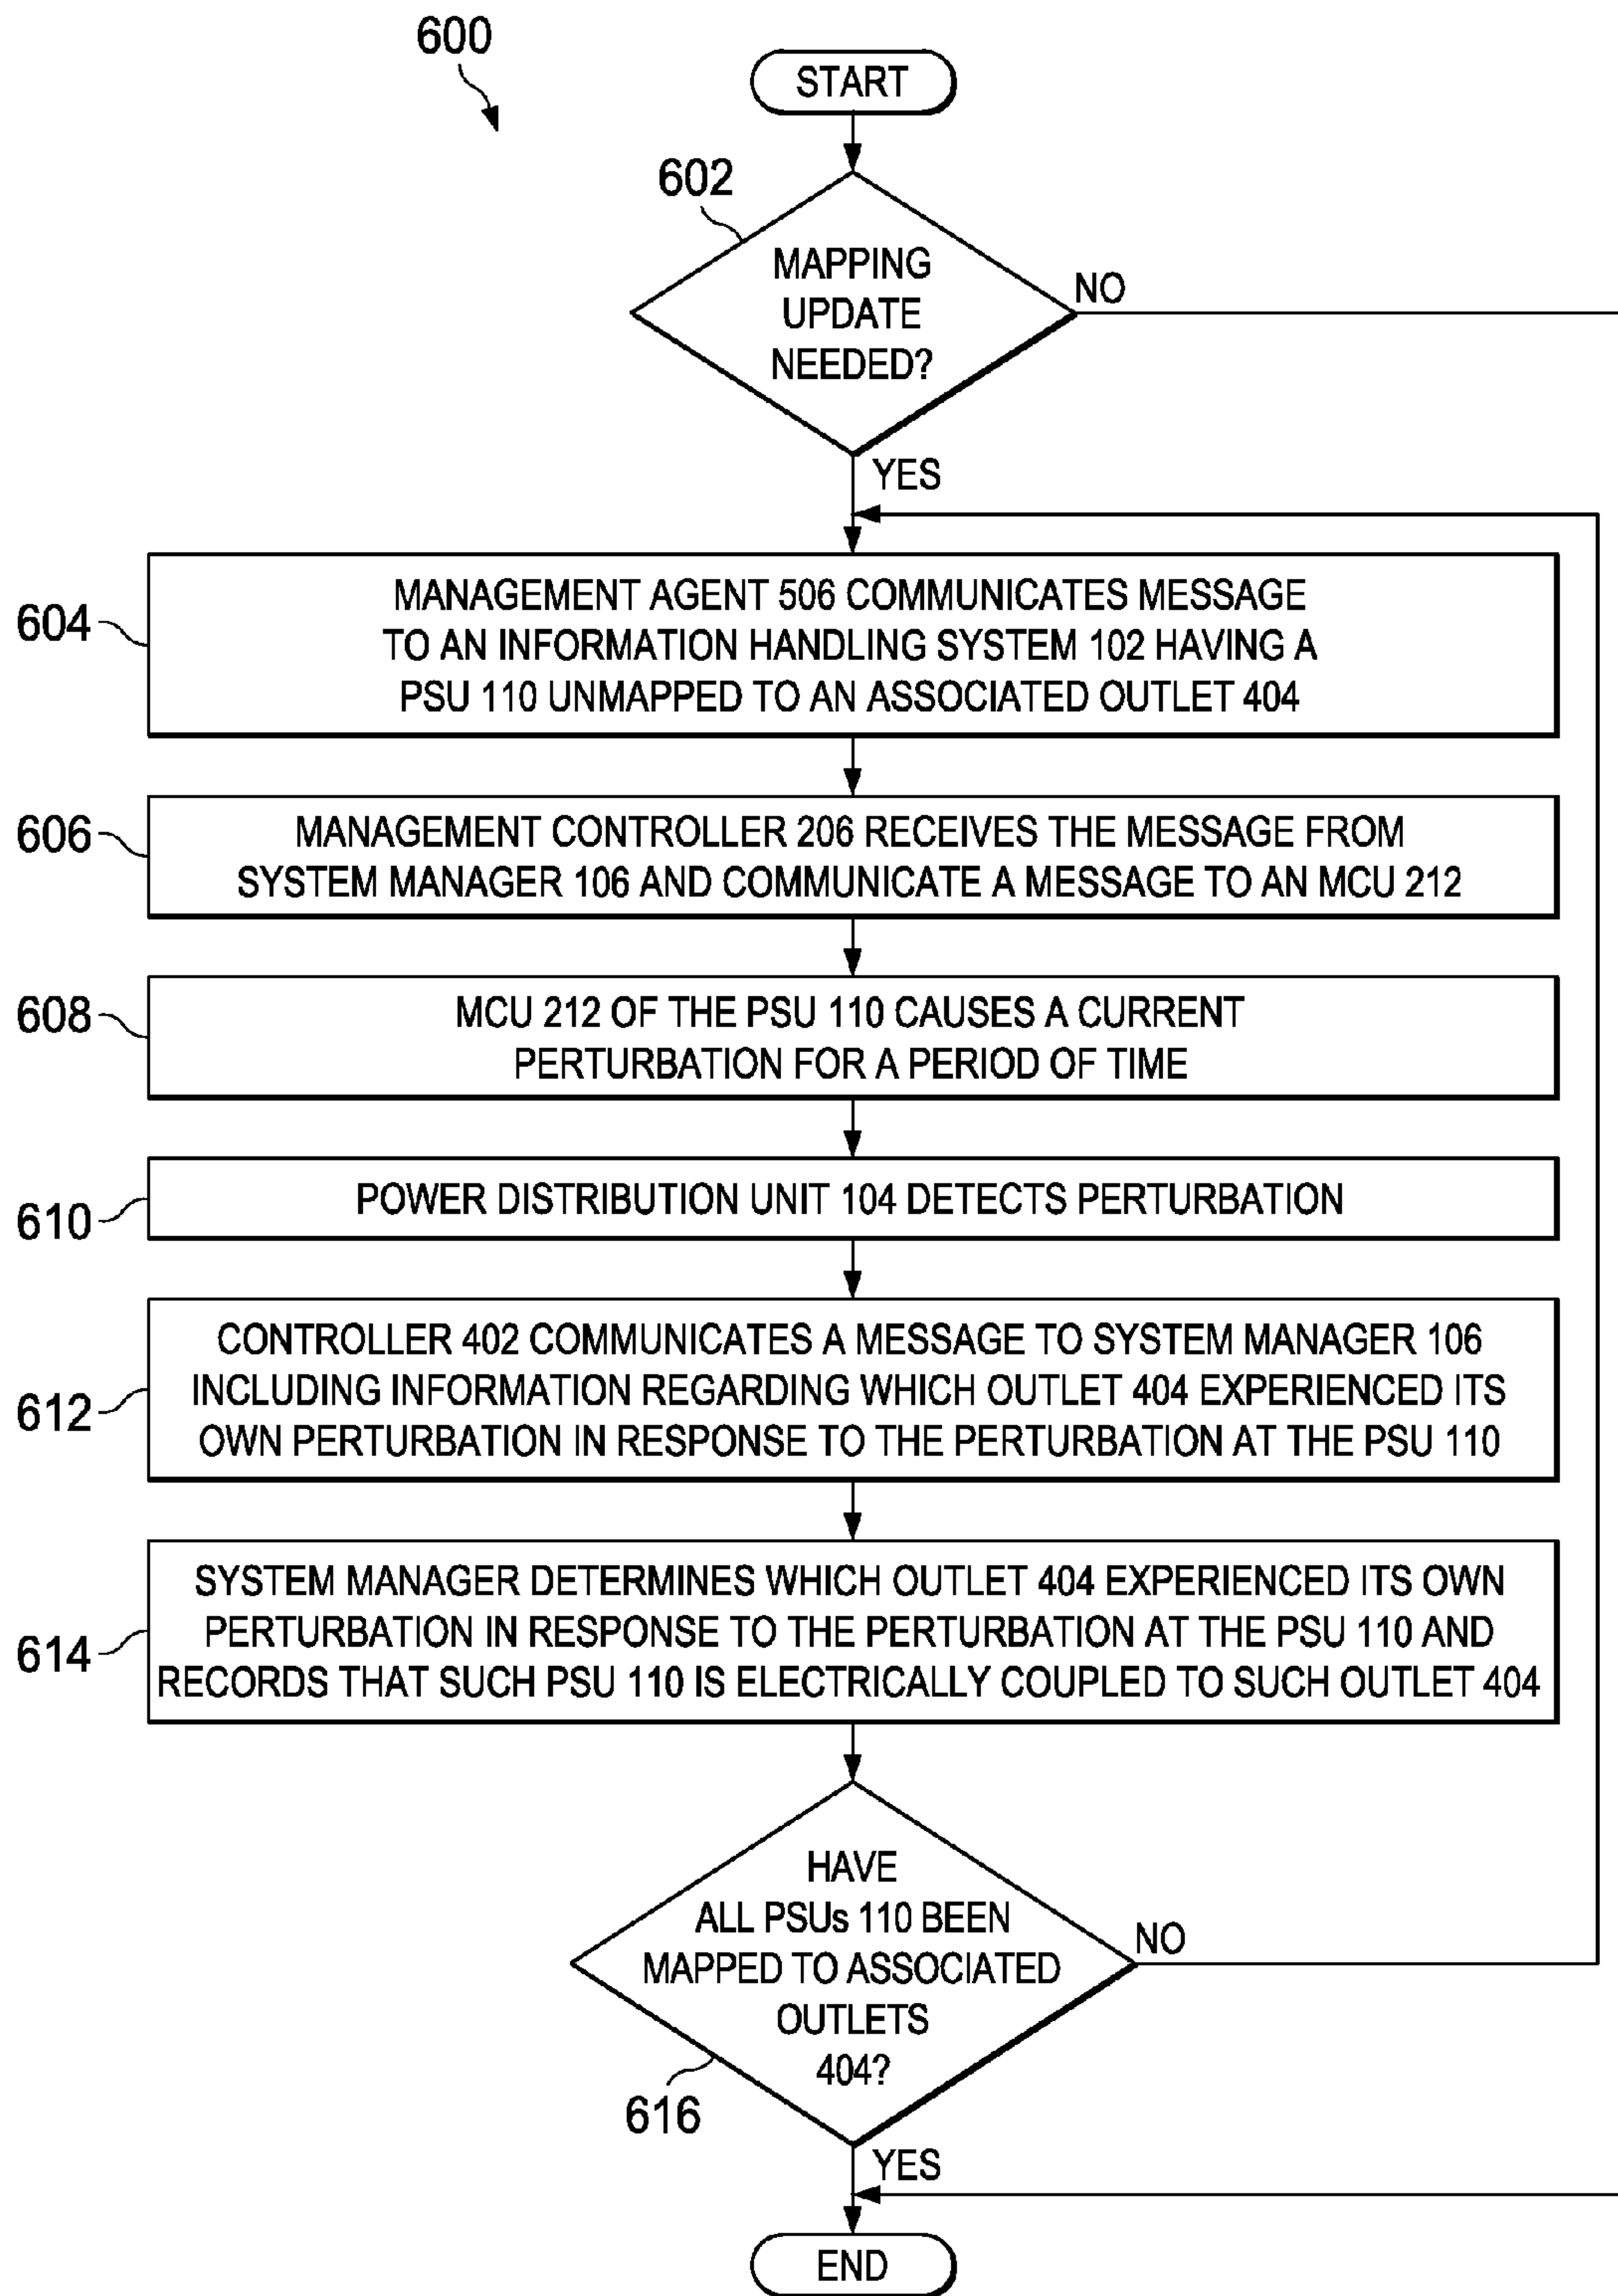 600
START
602
MAPPING
UPDATE
NEEDED?
NO
YES
604
MANAGEMENT AGENT 506 COMMUNICATES MESSAGE
TO AN INFORMATION HANDLING SYSTEM 102 HAVING A
PSU 110 UNMAPPED TO AN ASSOCIATED OUTLET 404
606
MANAGEMENT CONTROLLER 206 RECEIVES THE MESSAGE FROM
SYSTEM MANAGER 106 AND COMMUNICATE A MESSAGE TO AN MCU 212
608
MCU 212 OF THE PSU 110 CAUSES A CURRENT
PERTURBATION FOR A PERIOD OF TIME
610
POWER DISTRIBUTION UNIT 104 DETECTS PERTURBATION
612
CONTROLLER 402 COMMUNICATES A MESSAGE TO SYSTEM MANAGER 106
INCLUDING INFORMATION REGARDING WHICH OUTLET 404 EXPERIENCED ITS
OWN PERTURBATION IN RESPONSE TO THE PERTURBATION AT THE PSU 110
614
SYSTEM MANAGER DETERMINES WHICH OUTLET 404 EXPERIENCED ITS OWN
PERTURBATION IN RESPONSE TO THE PERTURBATION AT THE PSU 110 AND
RECORDS THAT SUCH PSU 110 IS ELECTRICALLY COUPLED TO SUCH OUTLET 404
HAVE
ALL PSUs 110 BEEN
MAPPED TO ASSOCIATED
OUTLETS
404?
NO
616
YES
END